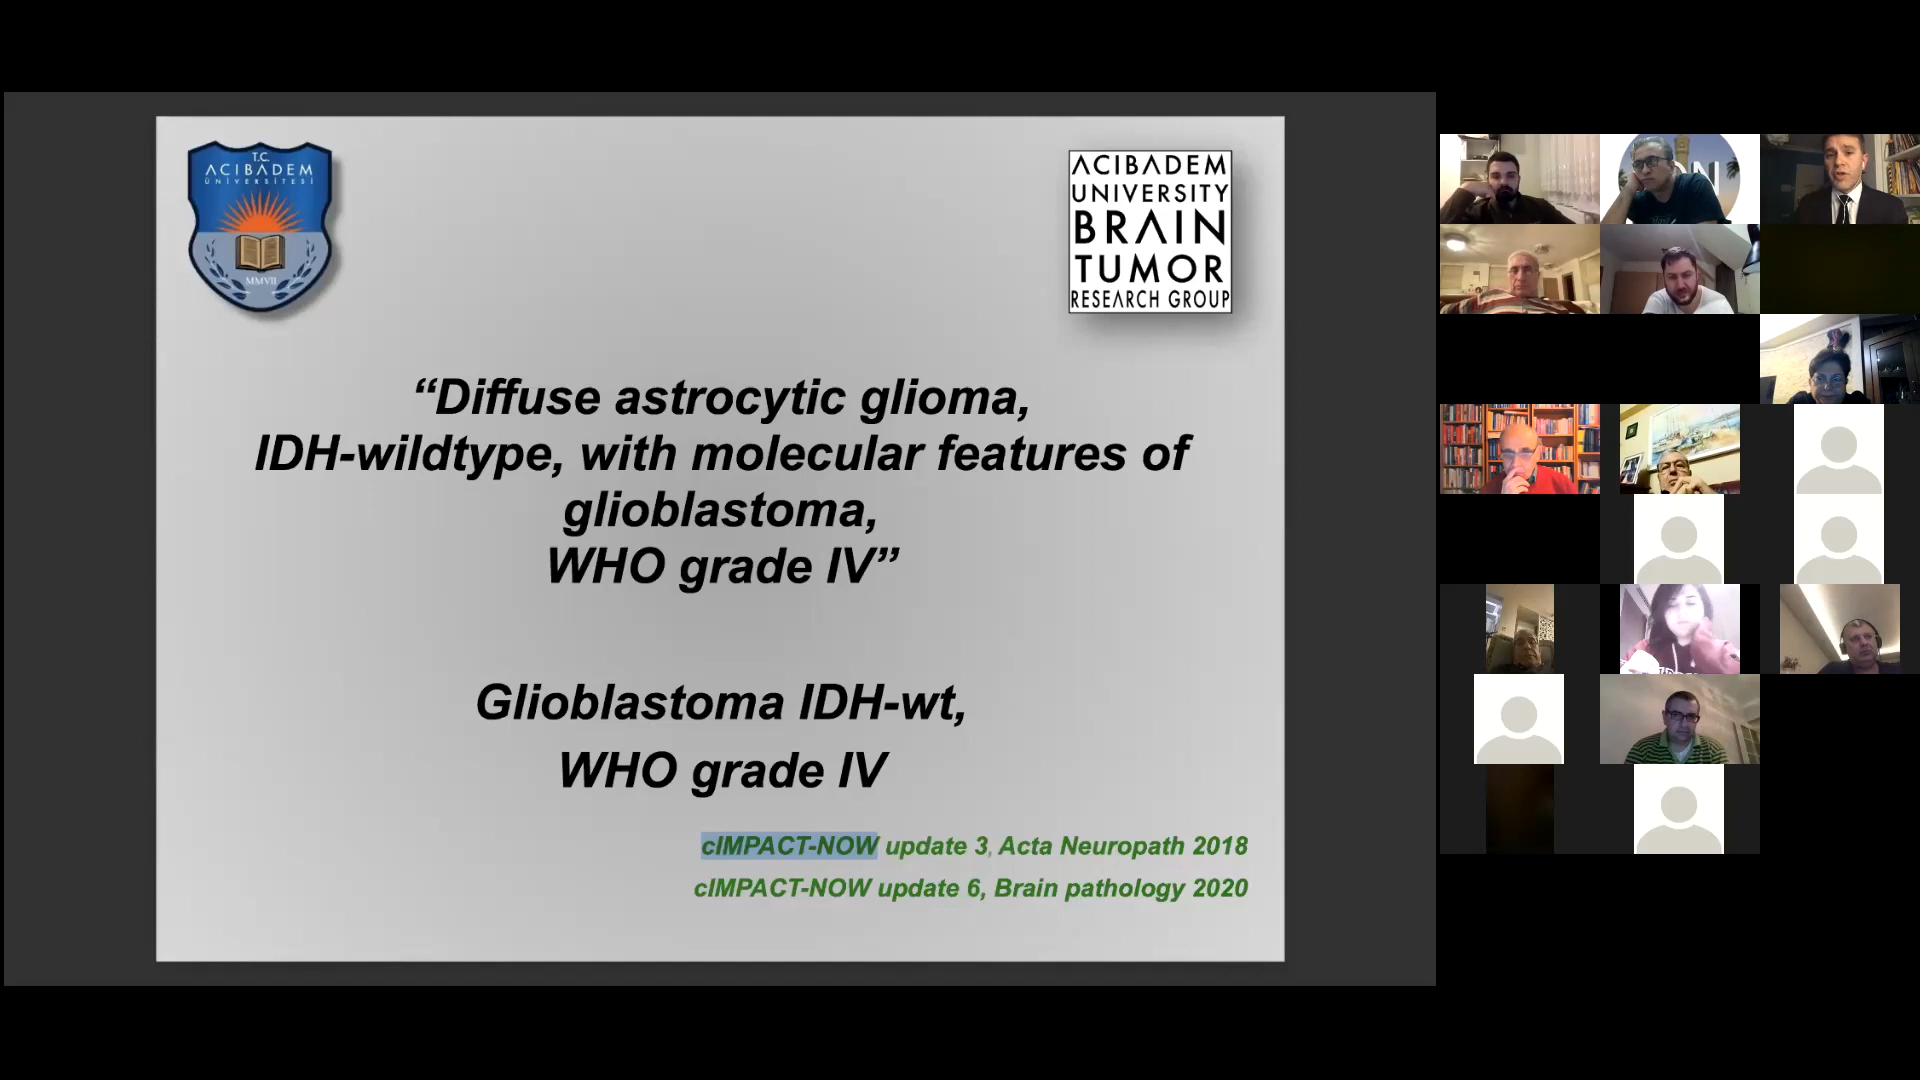 T.C.
ACIBADEM
ÜNİVERSİTESİ
MMVII
ACIBADEM
UNIVERSITY
BRAIN
TUMOR
RESEARCH GROUP
“Diffuse astrocytic glioma,
IDH-wildtype, with molecular features of
glioblastoma,
WHO grade IV”
Glioblastoma IDH-wt,
WHO grade IV
cIMPACT-NOW update 3, Acta Neuropath 2018
cIMPACT-NOW update 6, Brain pathology 2020